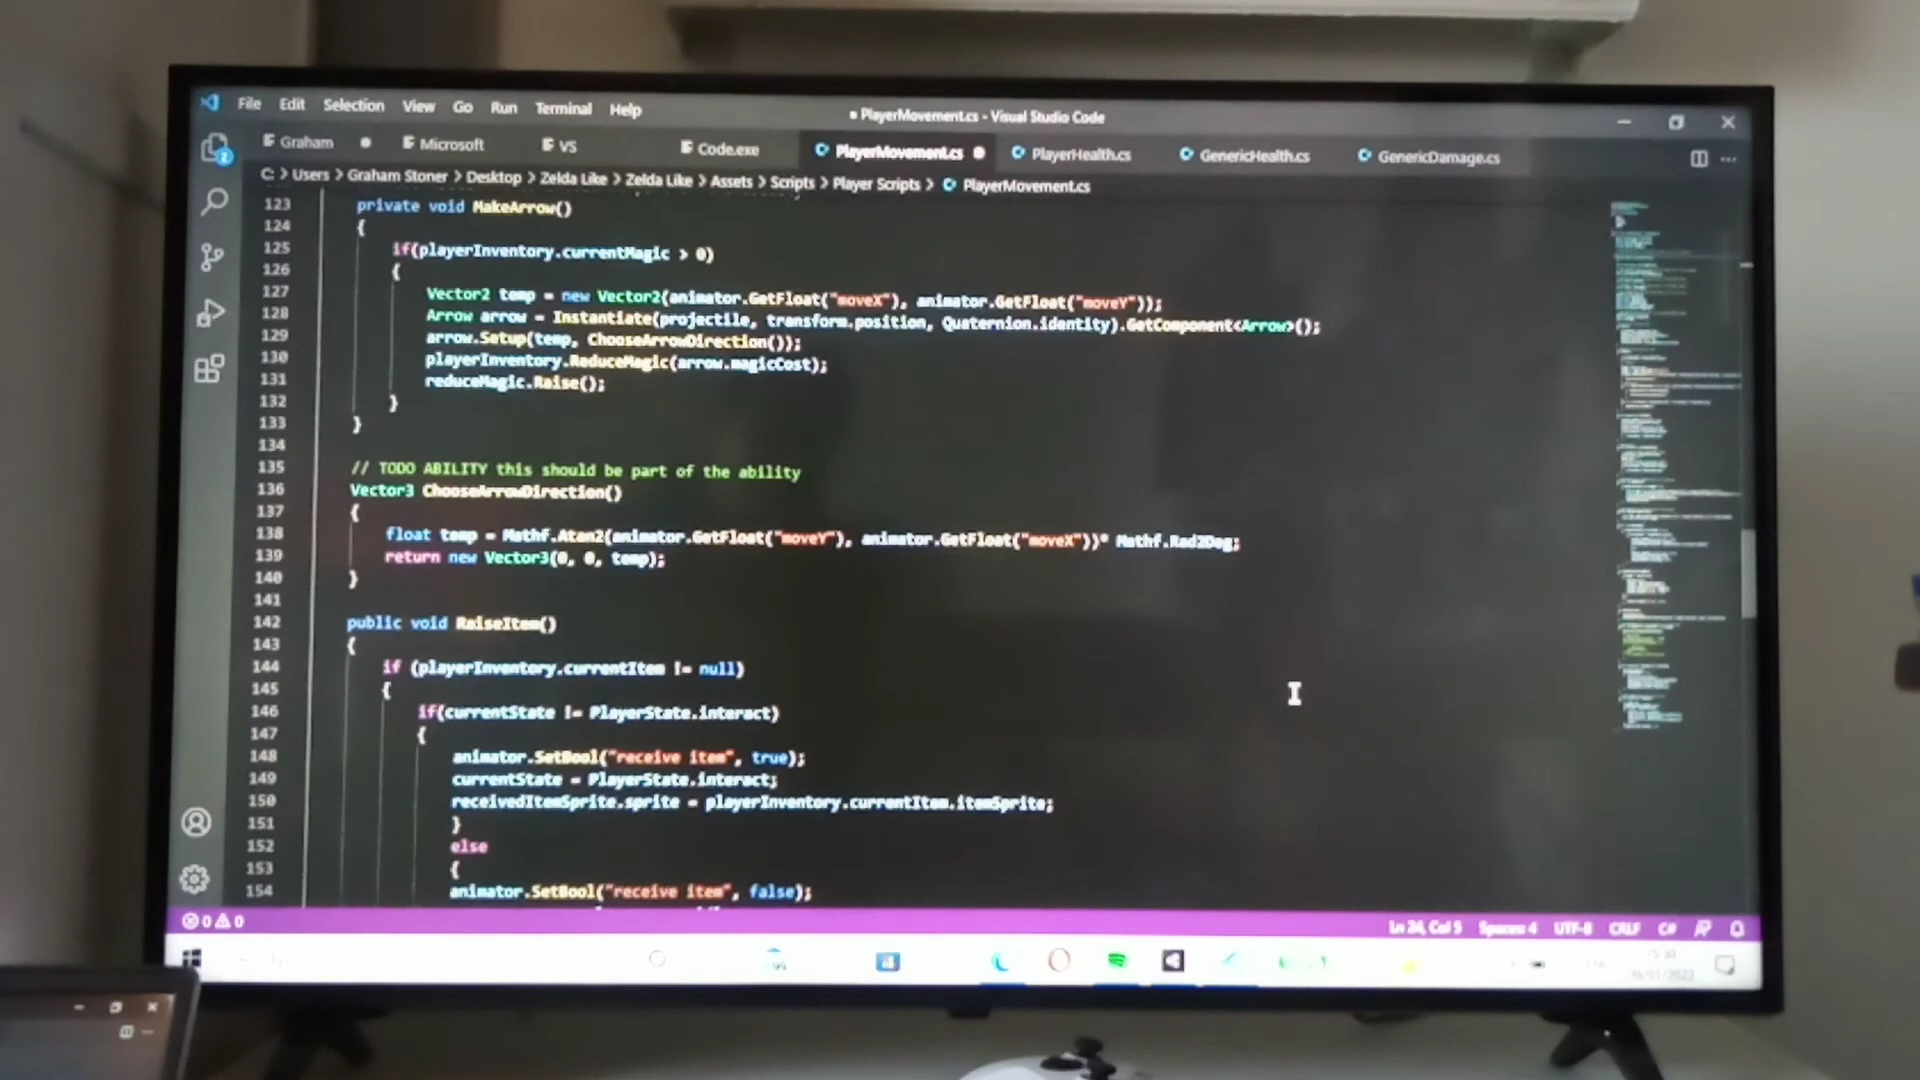 File Edit Selection View Go Run Terminal Help
PlayerMovement.cs - Visual Studio Code
Graham Microsoft VS Code.exe PlayerMovement.cs PlayerHealth.cs GenericHealth.cs GenericDamage.cs
C: > Users > Graham Stoner > Desktop > Zelda Like > Zelda Like > Assets > Scripts > Player Scripts > PlayerMovement.cs
2
123 private void MakeArrow()
124 {
125 if(playerInventory.currentMagic > 0)
126 {
127 Vector2 temp = new Vector2(animator.GetFloat("moveX"), animator.GetFloat("moveY"));
128 Arrow arrow = Instantiate(projectile, transform.position, Quaternion.identity).GetComponent<Arrow>();
129 arrow.Setup(temp, ChooseArrowDirection());
130 playerInventory.ReduceMagic(arrow.magicCost);
131 reduceMagic.Raise();
132 }
133 }
134
135 // TODO ABILITY this should be part of the ability
136 Vector3 ChooseArrowDirection()
137 {
138 float temp = Mathf.Atan2(animator.GetFloat("moveY"), animator.GetFloat("moveX"))* Mathf.Rad2Deg;
139 return new Vector3(0, 0, temp);
140 }
141
142 public void RaiseItem()
143 {
144 if (playerInventory.currentItem != null)
145 {
146 if(currentState != PlayerState.interact)
147 {
148 animator.SetBool("receive item", true);
149 currentState = PlayerState.interact;
150 receivedItemSprite.sprite = playerInventory.currentItem.itemSprite;
151 }
152 else
153 {
154 animator.SetBool("receive item", false);
0 0 Ln 24, Col 5 Spaces: 4 UTF-8 CRLF C#